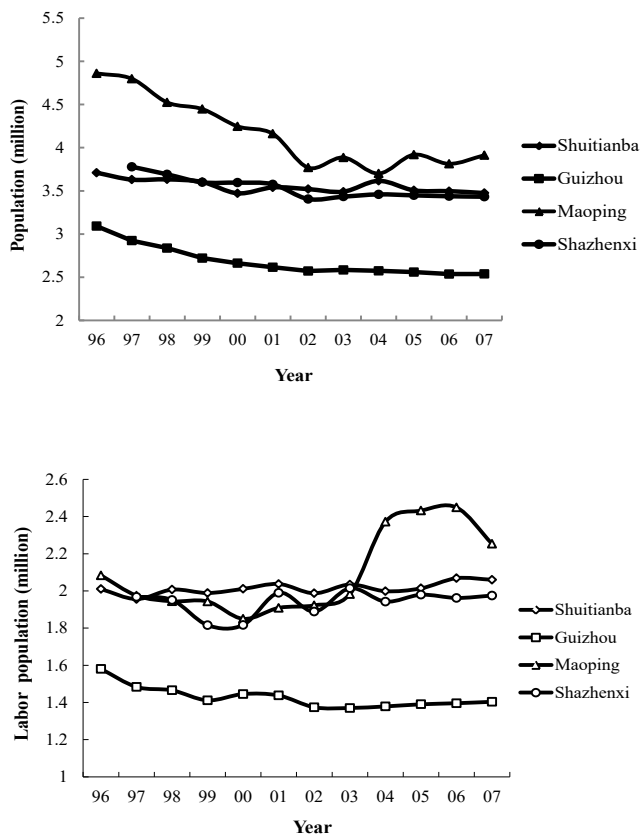 5.5
5
4.5
4
3.5
3
2.5
2
Population (million)
96 97 98 99 00 01 02 03 04 05 06 07
Year
Shuitianba
Guizhou
Maoping
Shazhenxi
2.6
2.4
2.2
2
1.8
1.6
1.4
1.2
1
Labor population (million)
96 97 98 99 00 01 02 03 04 05 06 07
Year
Shuitianba
Guizhou
Maoping
Shazhenxi